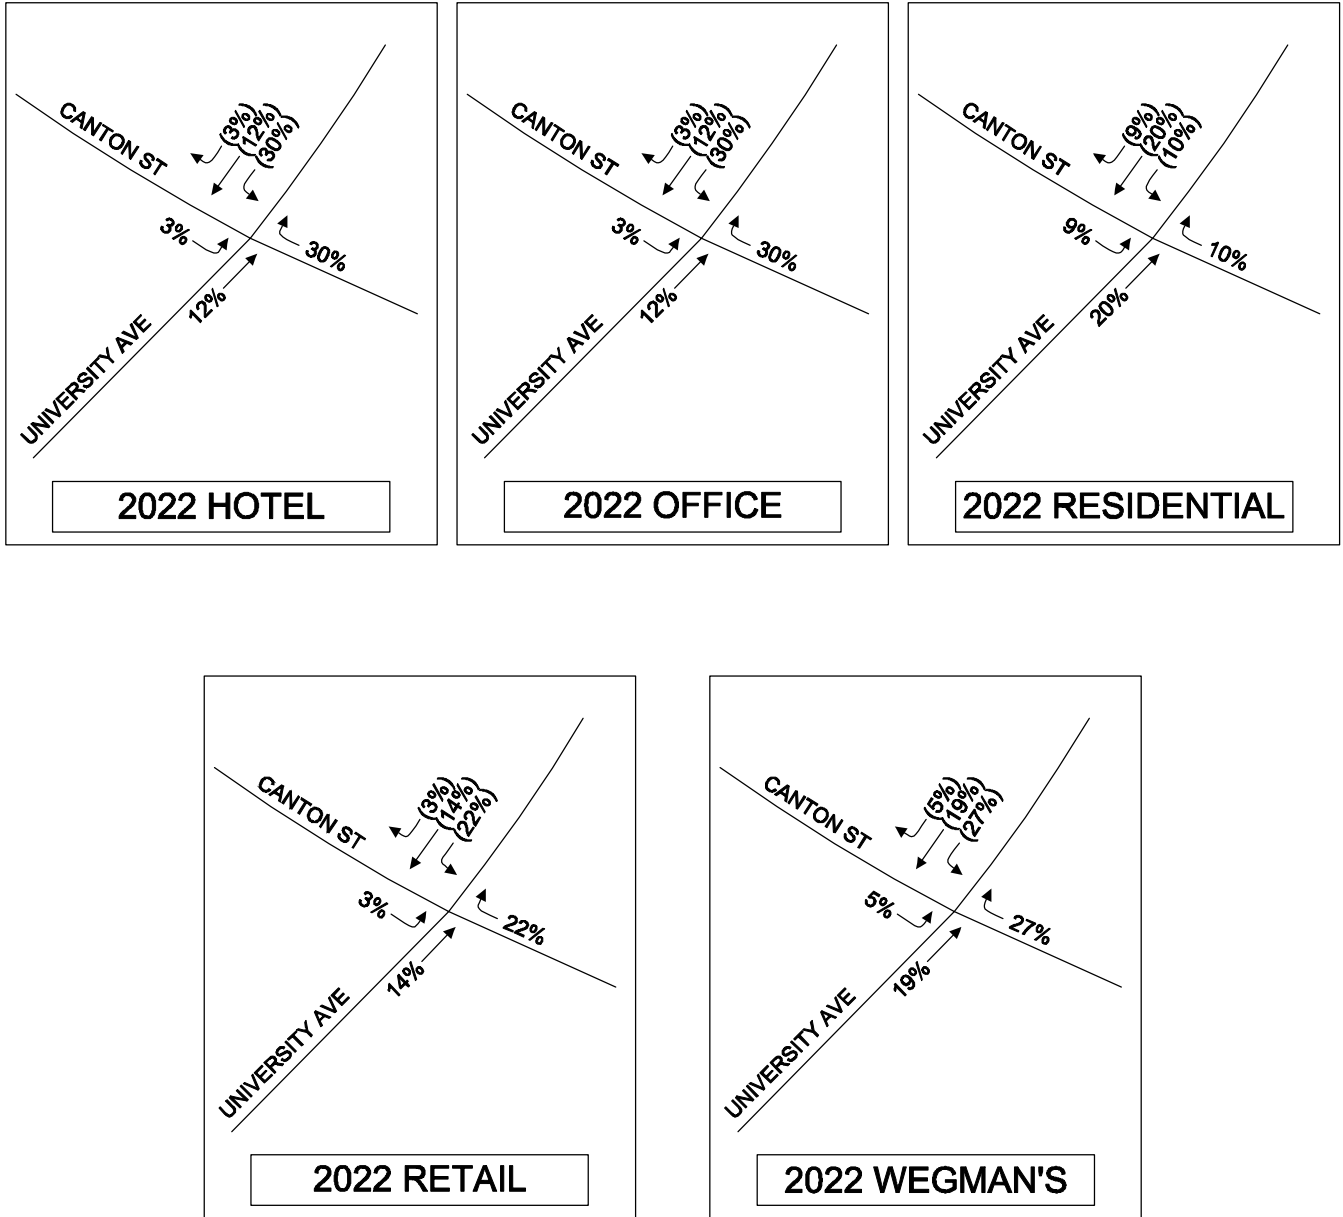 CANTON ST
(3%)
(12%)
(30%)
3%
30%
12%
UNIVERSITY AVE
2022 HOTEL
CANTON ST
(3%)
(12%)
(30%)
3%
30%
12%
UNIVERSITY AVE
2022 OFFICE
CANTON ST
(9%)
(20%)
(10%)
9%
10%
20%
UNIVERSITY AVE
2022 RESIDENTIAL
CANTON ST
(3%)
(14%)
(22%)
3%
22%
14%
UNIVERSITY AVE
2022 RETAIL
CANTON ST
(5%)
(19%)
(27%)
5%
27%
19%
UNIVERSITY AVE
2022 WEGMAN'S